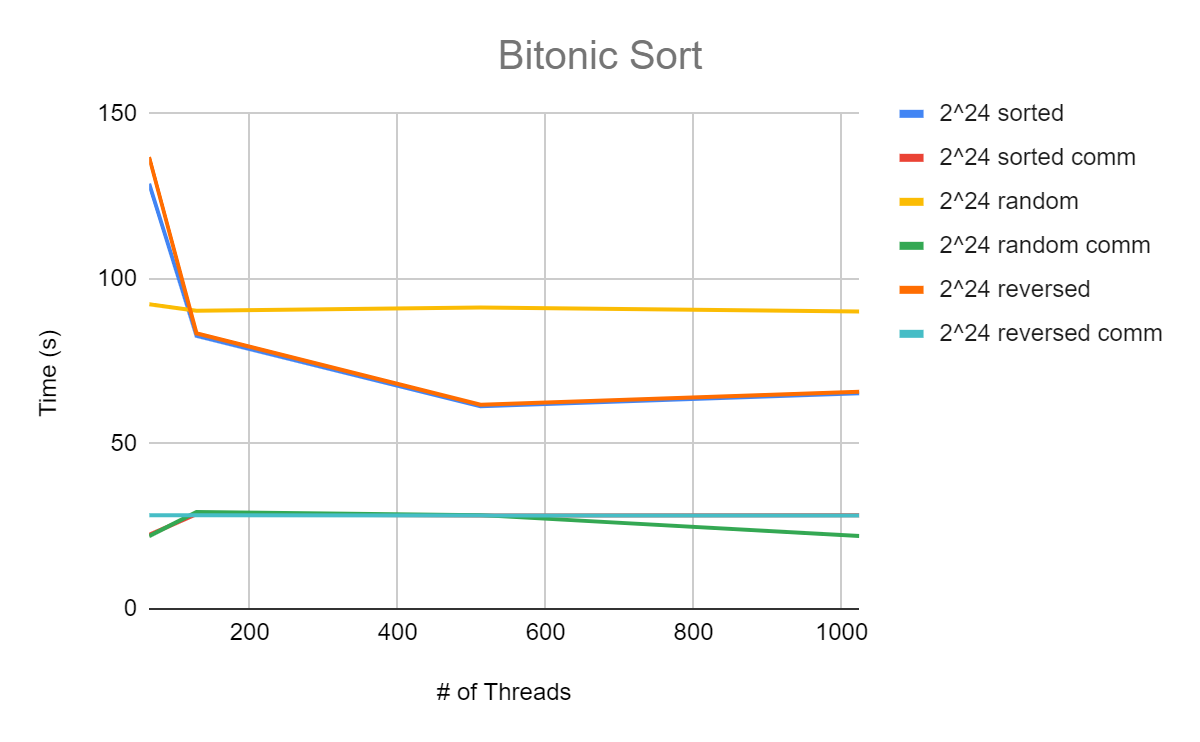 Bitonic Sort
150
100
50
0
Time (s)
200 400 600 800 1000
# of Threads
2^24 sorted
2^24 sorted comm
2^24 random
2^24 random comm
2^24 reversed
2^24 reversed comm